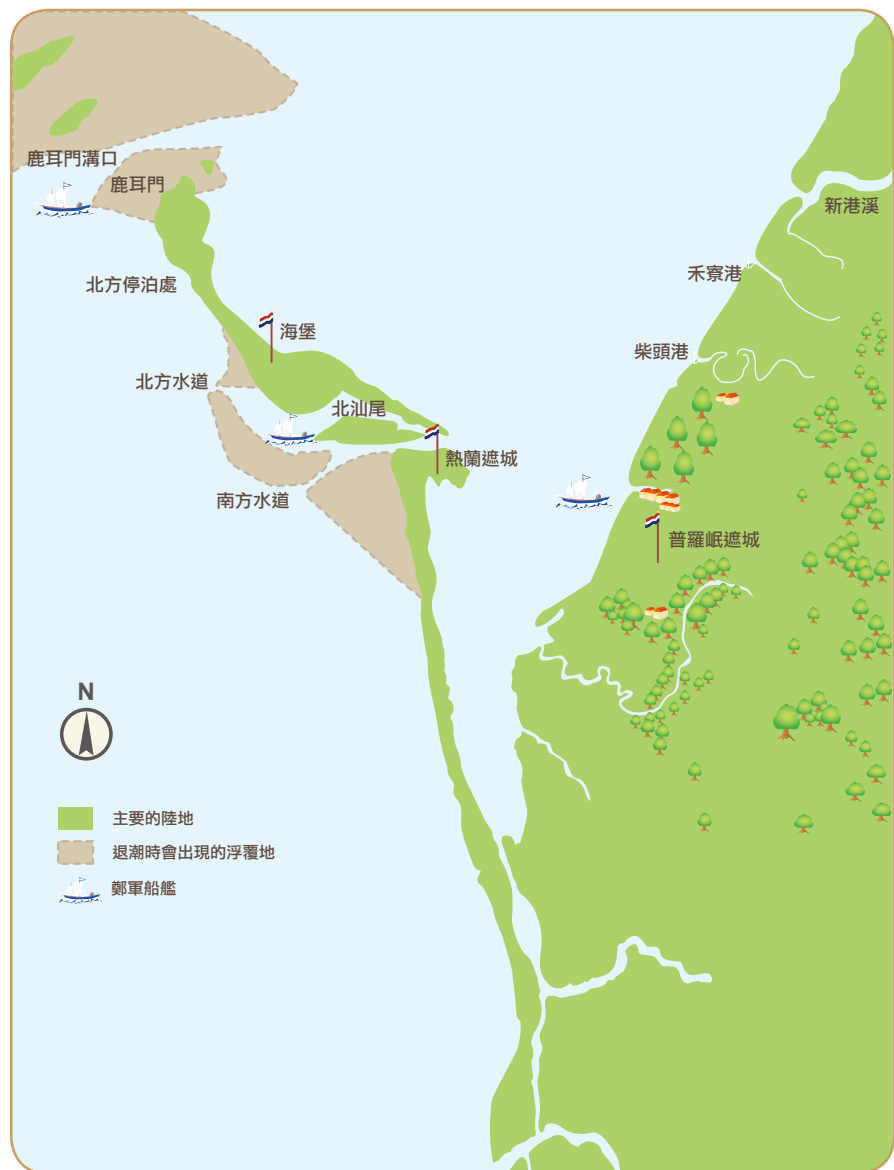 鹿耳門溝口
鹿耳門
新港溪
禾寮港
北方停泊處
海堡
柴頭港
北方水道
北汕尾
熱蘭遮城
南方水道
普羅岷遮城
N
主要的陸地
退潮時會出現的浮覆地
鄭軍船艦